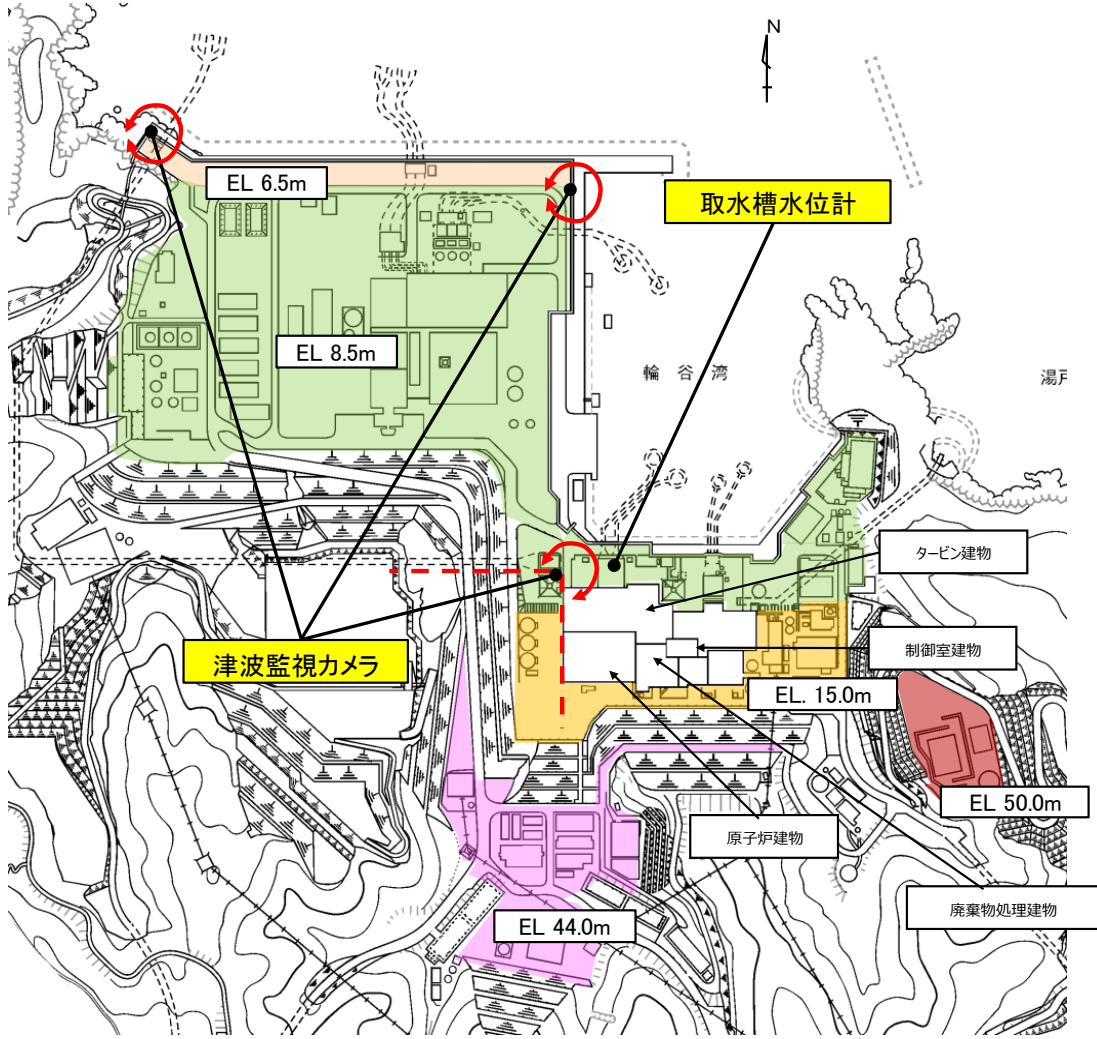 N
EL 6.5m
取水槽水位計
EL 8.5m
輪谷湾
湯戸
タービン建物
制御室建物
津波監視カメラ
EL. 15.0m
EL 50.0m
原子炉建物
廃棄物処理建物
EL 44.0m